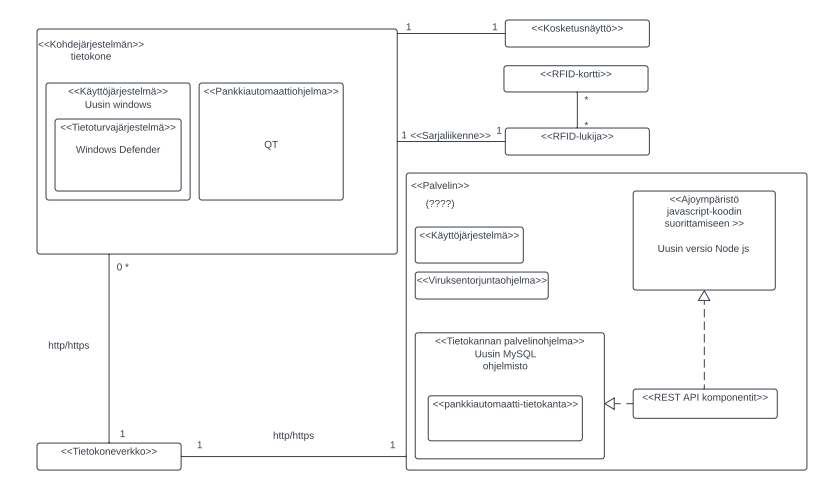 <<Kohdejärjestelmän>>
tietokone
<<Käyttöjärjestelmä>>
Uusin windows
<<Tietoturvajärjestelmä>>
Windows Defender
<<Pankkiautomaattiohjelma>>
QT
1
1
<<Kosketusnäyttö>>
<<RFID-kortti>>
*
*
1 <<Sarjaliikenne>> 1
<<RFID-lukija>>
<<Palvelin>>
(????)
<<Käyttöjärjestelmä>>
<<Viruksentorjuntaohjelma>>
<<Ajoympäristö
javascript-koodin
suorittamiseen >>
Uusin versio Node js
<<Tietokannan palvelinohjelma>>
Uusin MySQL
ohjelmisto
<<pankkiautomaatti-tietokanta>>
<<REST API komponentit>>
0 *
http/https
1
<<Tietokoneverkko>>
1
http/https
1